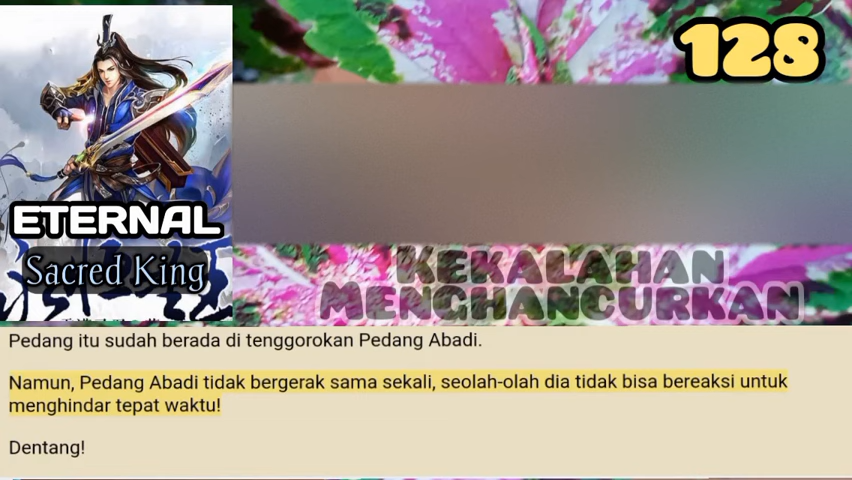 128
ETERNAL
Sacred King
KEKALAHAN
MENGHANCURKAN
Pedang itu sudah berada di tenggorokan Pedang Abadi.
Namun, Pedang Abadi tidak bergerak sama sekali, seolah-olah dia tidak bisa bereaksi untuk
menghindar tepat waktu!
Dentang!